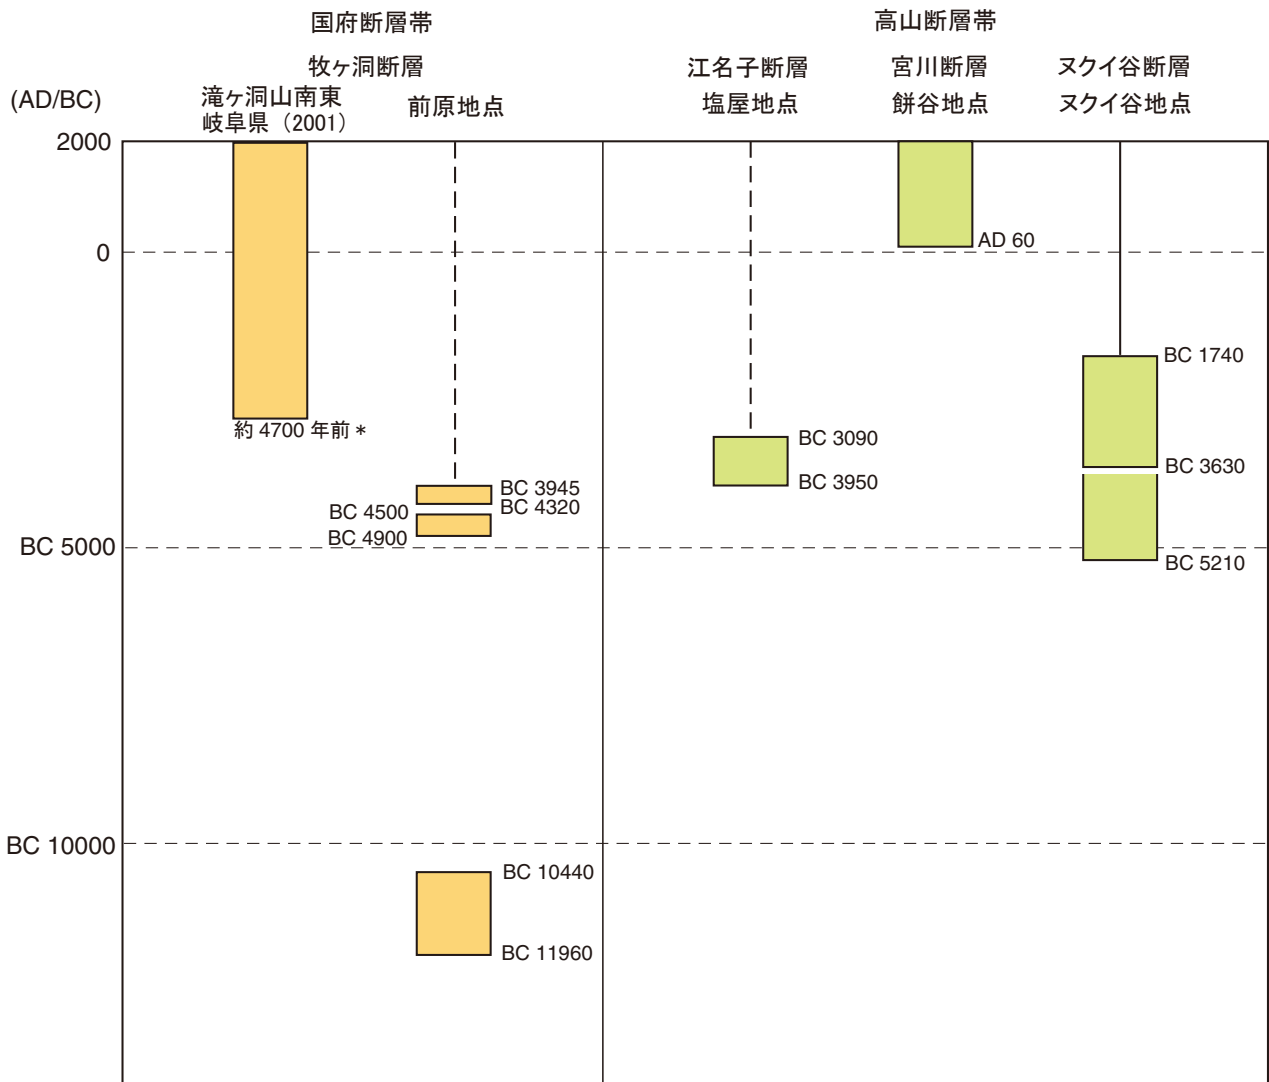 国府断層帯
高山断層帯
牧ヶ洞断層
江名子断層
宮川断層
ヌクイ谷断層
(AD/BC)
滝ヶ洞山南東
岐阜県（2001）
前原地点
塩屋地点
餅谷地点
ヌクイ谷地点
2000
0
AD 60
BC 1740
約 4700 年前＊
BC 3090
BC 3630
BC 3950
BC 3945
BC 4320
BC 4500
BC 4900
BC 5000
BC 5210
BC 10000
BC 10440
BC 11960